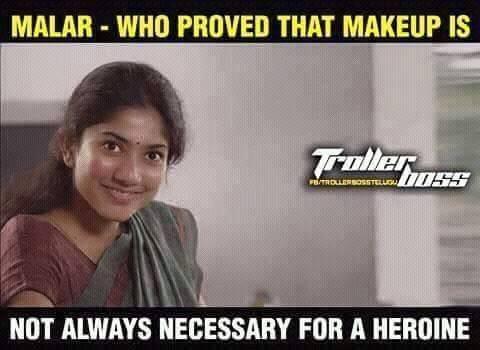 MALAR - WHO PROVED THAT MAKEUP IS
Troller
FB/TROLLERBOSSTELUGU
boss
NOT ALWAYS NECESSARY FOR A HEROINE